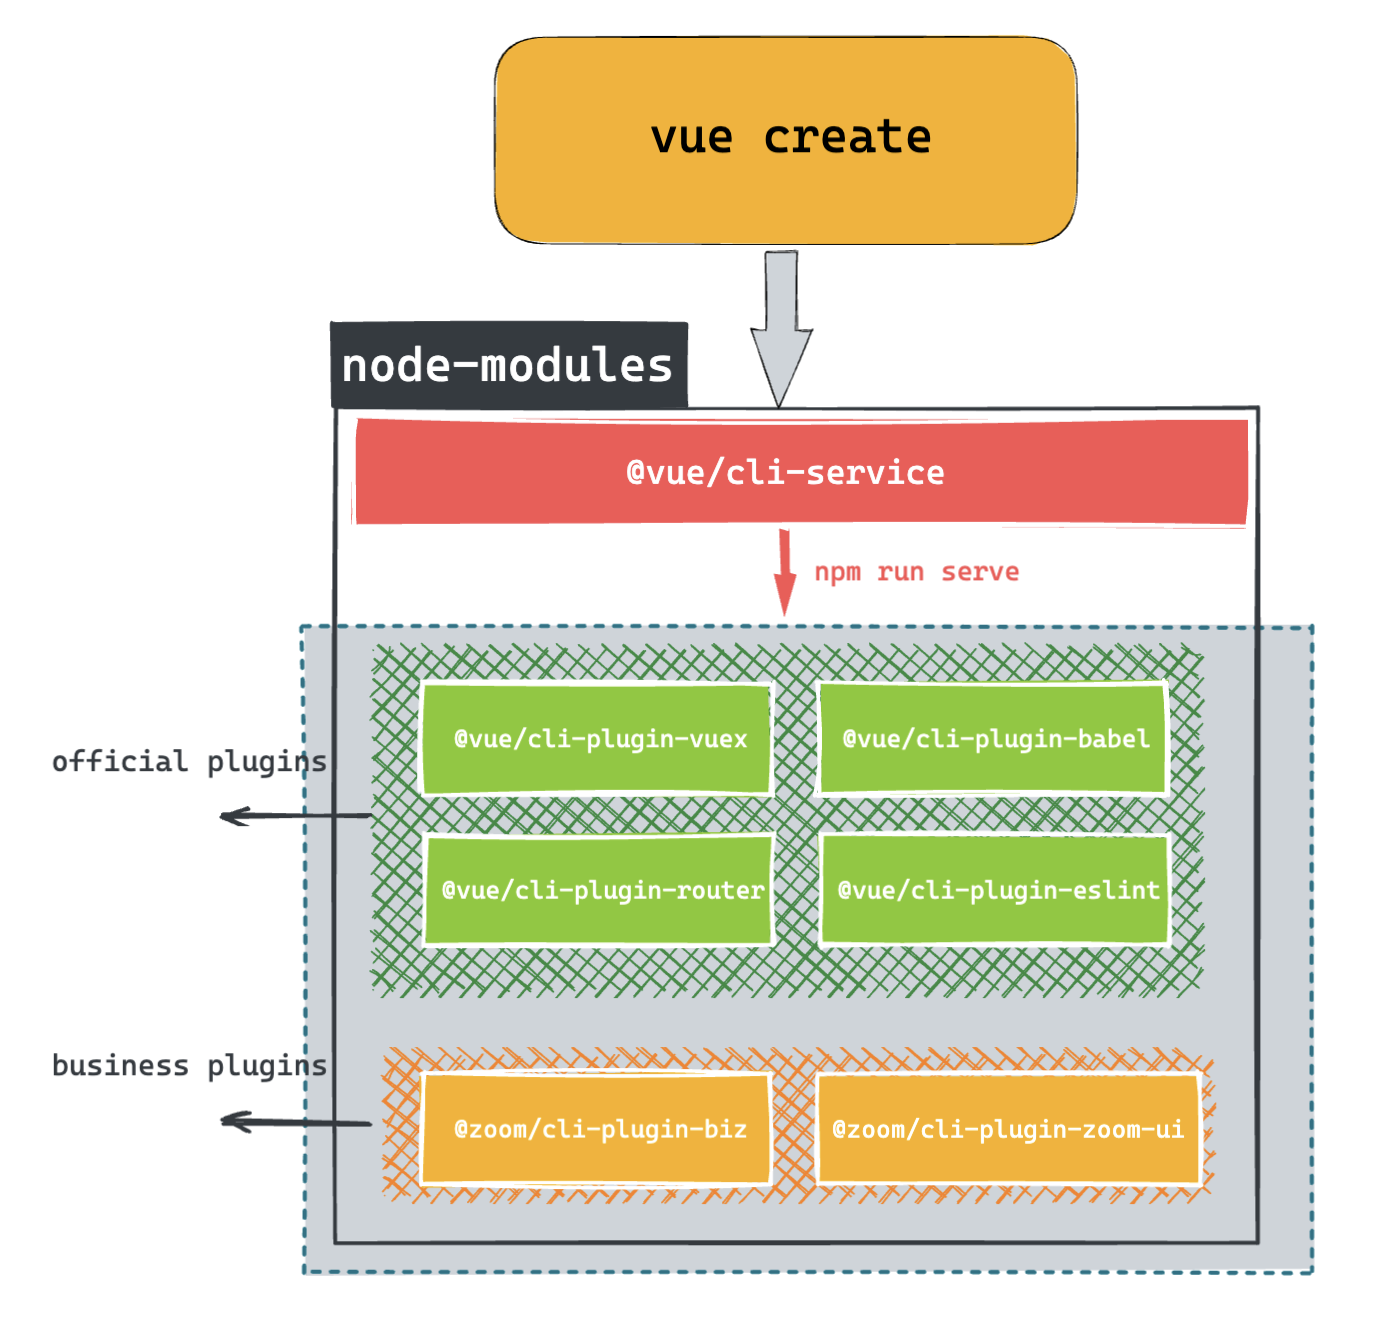 vue create
node-modules
@vue/cli-service
npm run serve
official plugins
@vue/cli-plugin-vuex
@vue/cli-plugin-babel
@vue/cli-plugin-router
@vue/cli-plugin-eslint
business plugins
@zoom/cli-plugin-biz
@zoom/cli-plugin-zoom-ui